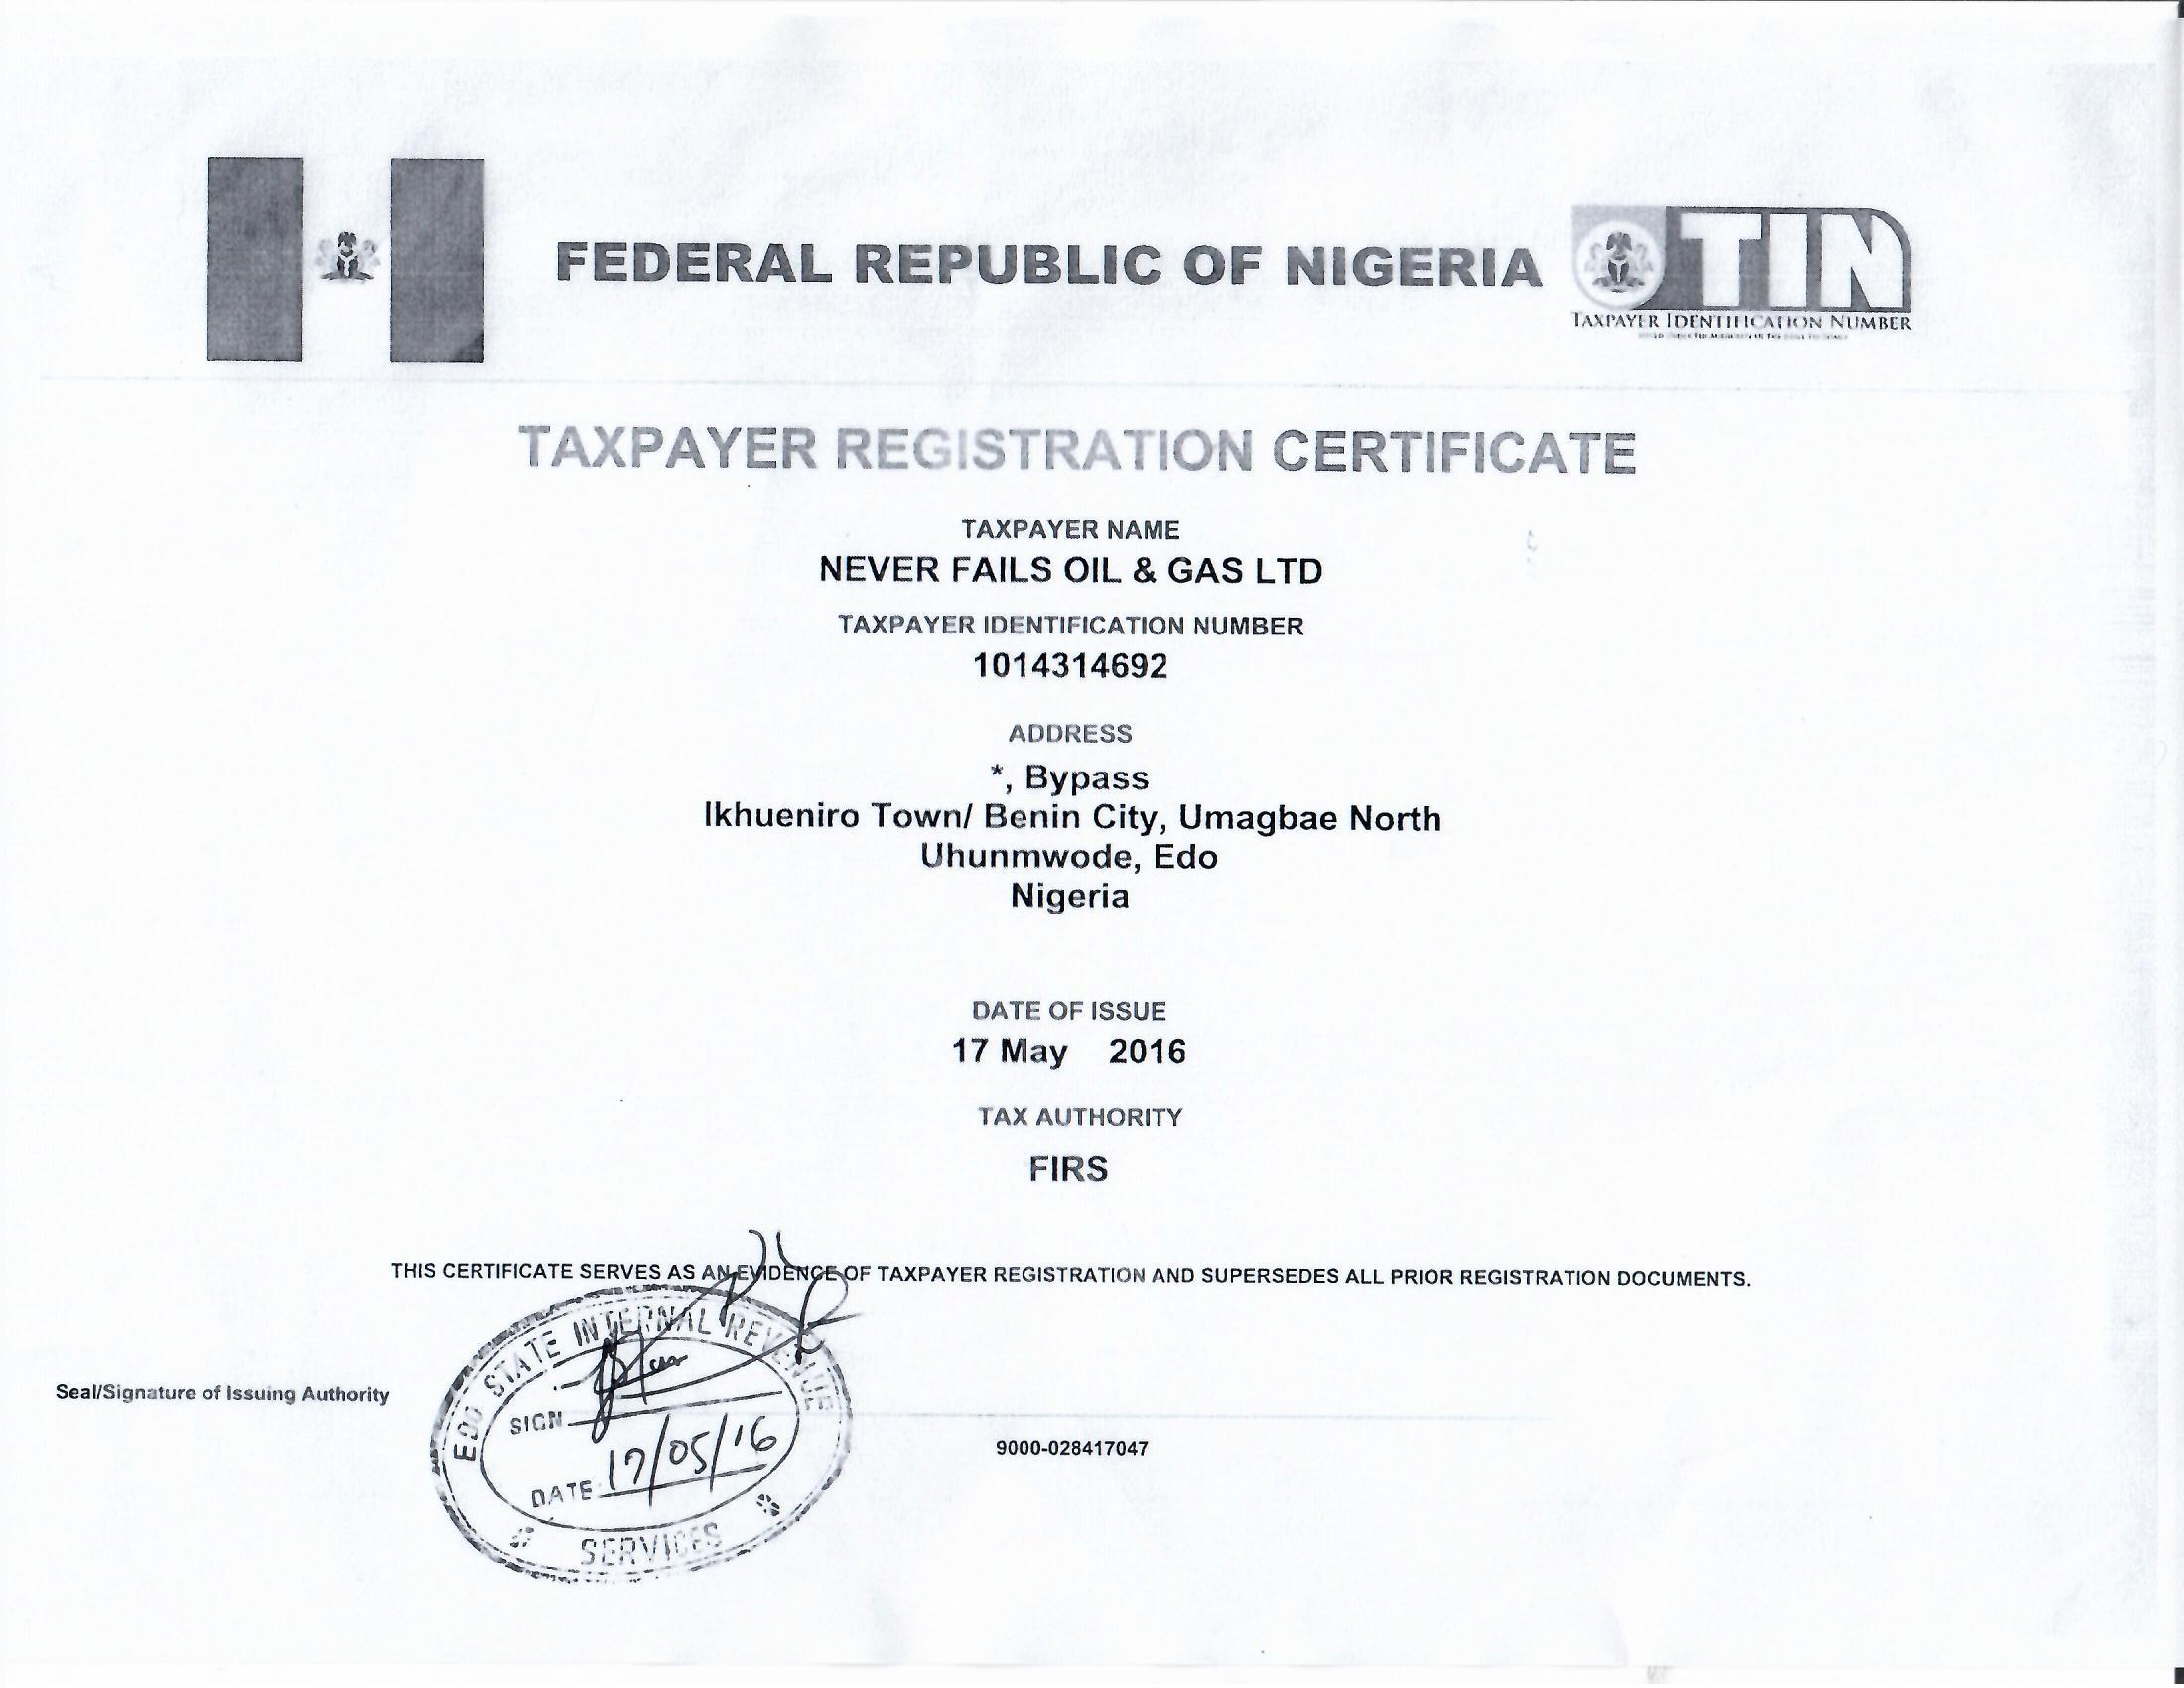 FEDERAL REPUBLIC OF NIGERIA
TIN
TAXPAYER IDENTIFICATION NUMBER
TAXPAYER REGISTRATION CERTIFICATE
TAXPAYER NAME
NEVER FAILS OIL & GAS LTD
TAXPAYER IDENTIFICATION NUMBER
1014314692
ADDRESS
*, Bypass
Ikhueniro Town/ Benin City, Umagbae North
Uhunmwode, Edo
Nigeria
DATE OF ISSUE
17 May 2016
TAX AUTHORITY
FIRS
THIS CERTIFICATE SERVES AS AN EVIDENCE OF TAXPAYER REGISTRATION AND SUPERSEDES ALL PRIOR REGISTRATION DOCUMENTS.
Seal/Signature of Issuing Authority
EDO STATE INTERNAL REVENUE
SIGN
DATE: 17/05/16
SERVICES
9000-028417047